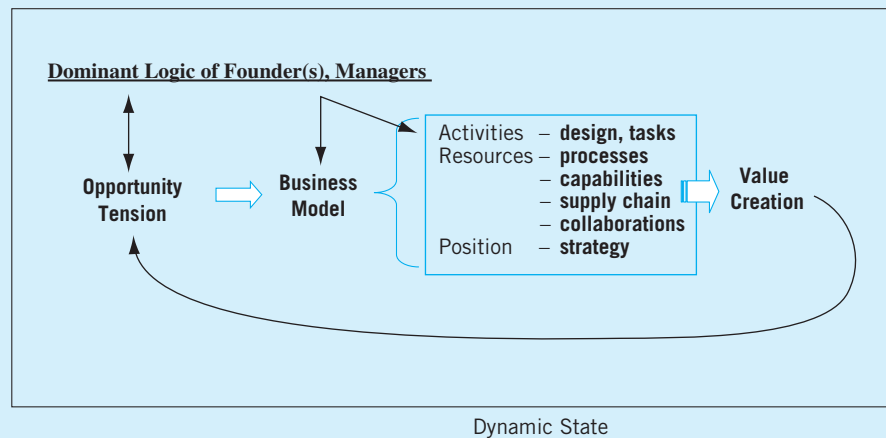 Dominant Logic of Founder(s), Managers
Opportunity
Tension
Business
Model
Activities – design, tasks
Resources – processes
– capabilities
– supply chain
– collaborations
Position – strategy
Value
Creation
Dynamic State